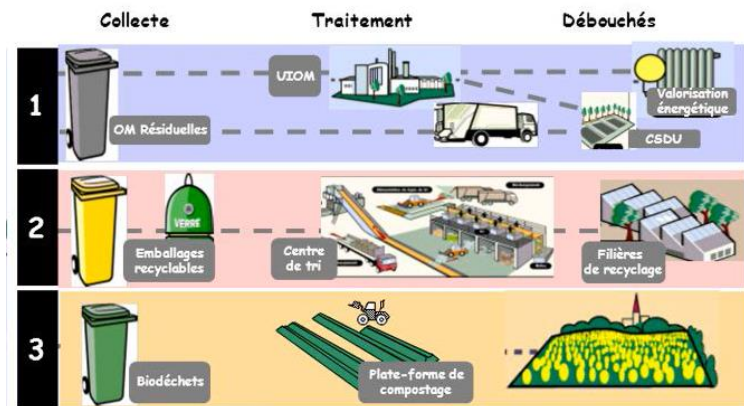 Collecte
Traitement
Débouchés
1
UIOM
OM Résiduelles
Valorisation
énergétique
CSDU
2
VERRE
Emballages
recyclables
Centre
de tri
Filières
de recyclage
3
Biodéchets
Plate-forme de
compostage